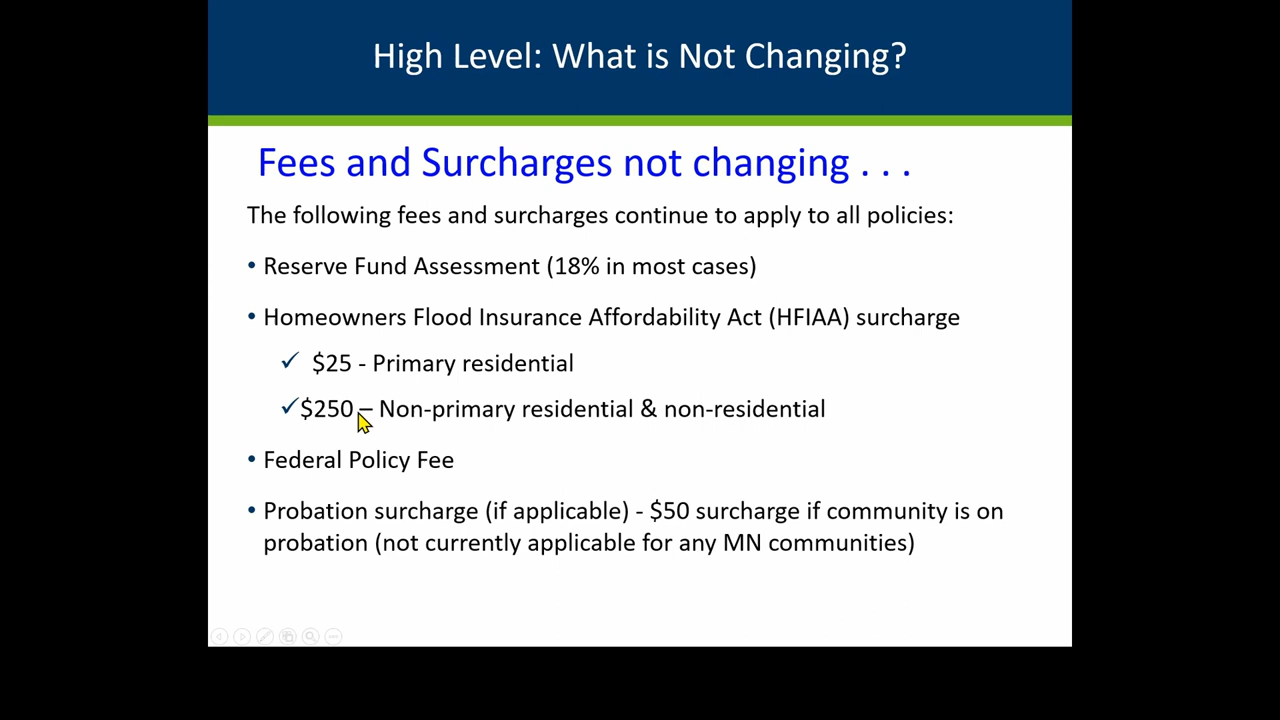 High Level: What is Not Changing?
Fees and Surcharges not changing . . .
The following fees and surcharges continue to apply to all policies:
• Reserve Fund Assessment (18% in most cases)
• Homeowners Flood Insurance Affordability Act (HFIAA) surcharge
✓ $25 - Primary residential
✓$250 – Non-primary residential & non-residential
• Federal Policy Fee
• Probation surcharge (if applicable) - $50 surcharge if community is on
probation (not currently applicable for any MN communities)